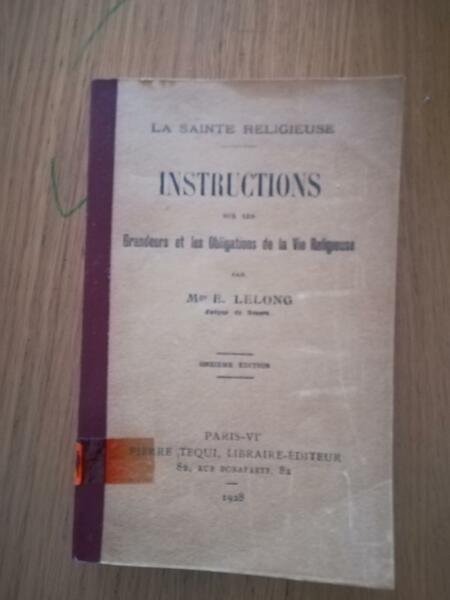 LA SAINTE RELIGIEUSE
INSTRUCTIONS
SUR LES
Grandeurs et les Obligations de la Vie Religieuse
PAR
Mgr E. LELONG
Évêque de Nevers
ONZIÈME ÉDITION
PARIS-VIe
PIERRE TEQUI, LIBRAIRE-ÉDITEUR
82, RUE BONAPARTE, 82
1928